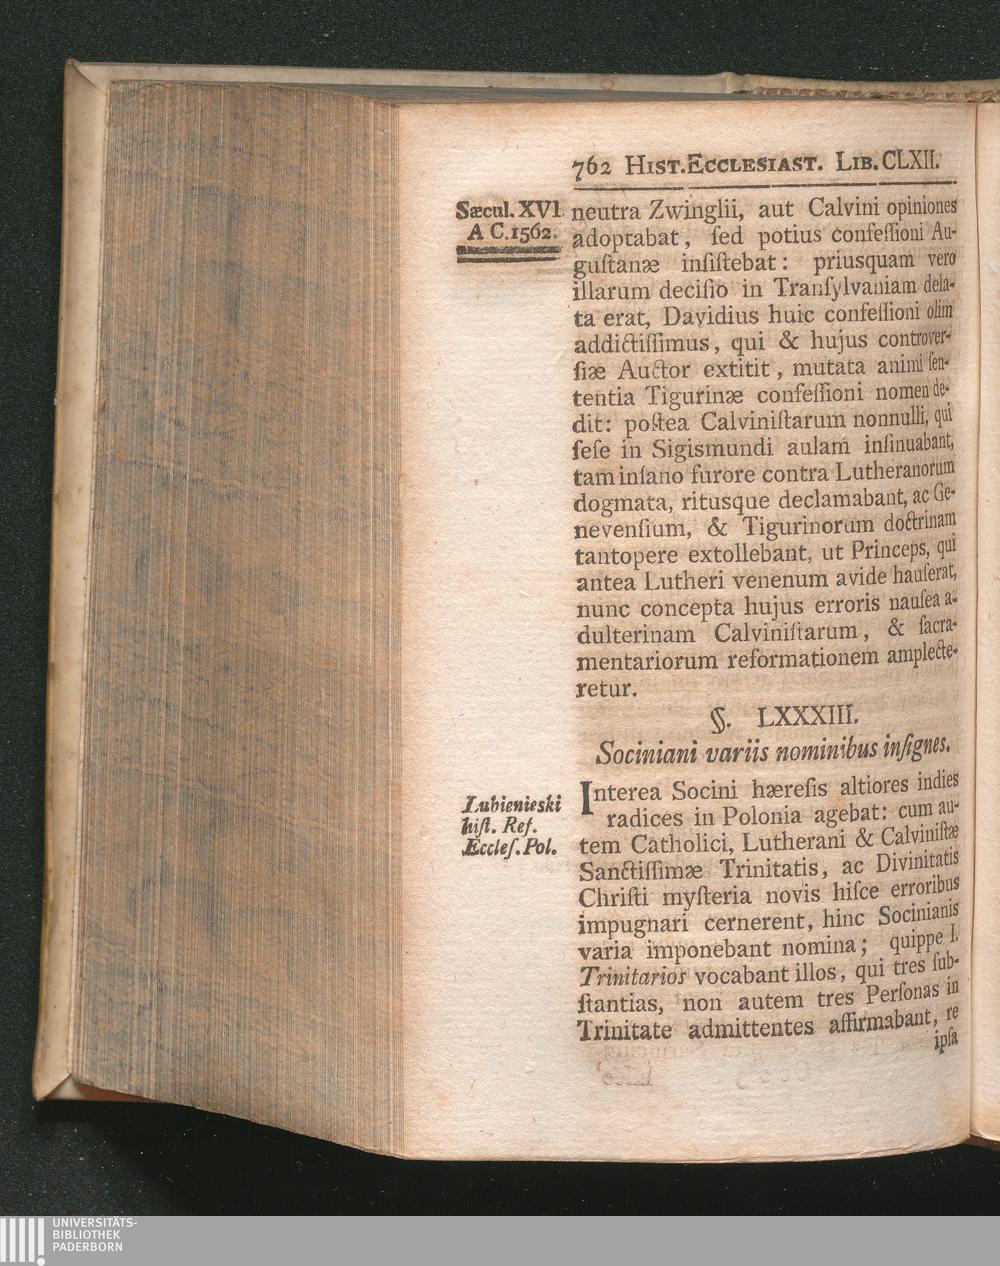 762 HIST. ECCLESIAST. LIB. CLXII.
Sæcul. XVI
A C. 1562.
neutra Zwinglii, aut Calvini opiniones
adoptabat, ſed potius confeſſioni Au-
guſtanæ inſiſtebat: priusquam vero
illarum deciſio in Tranſylvaniam dela-
ta erat, Davidius huic confeſſioni olim
addictiſſimus, qui & hujus controver-
ſiæ Auctor extitit, mutata animi ſen-
tentia Tigurinæ confeſſioni nomen de-
dit: poſtea Calviniſtarum nonnulli, qui
ſeſe in Sigismundi aulam inſinuabant,
tam inſano furore contra Lutheranorum
dogmata, ritusque declamabant, ac Ge-
nevenſium, & Tigurinorum doctrinam
tantopere extollebant, ut Princeps, qui
antea Lutheri venenum avide hauſerat,
nunc concepta hujus erroris nauſea a-
dulterinam Calviniſtarum, & ſacra-
mentariorum reformationem amplecte-
retur.
§. LXXXIII.
Sociniani variis nominibus inſignes.
Lubienieski
hiſt. Ref.
Eccleſ. Pol.
Interea Socini hæreſis altiores indies
radices in Polonia agebat: cum au-
tem Catholici, Lutherani & Calviniſtæ
Sanctiſſimæ Trinitatis, ac Divinitatis
Chriſti myſteria novis hiſce erroribus
impugnari cernerent, hinc Socinianis
varia imponebant nomina; quippe I.
Trinitarios vocabant illos, qui tres ſub-
ſtantias, non autem tres Perſonas in
Trinitate admittentes affirmabant, re
ipſa
UNIVERSITÄTS-
BIBLIOTHEK
PADERBORN